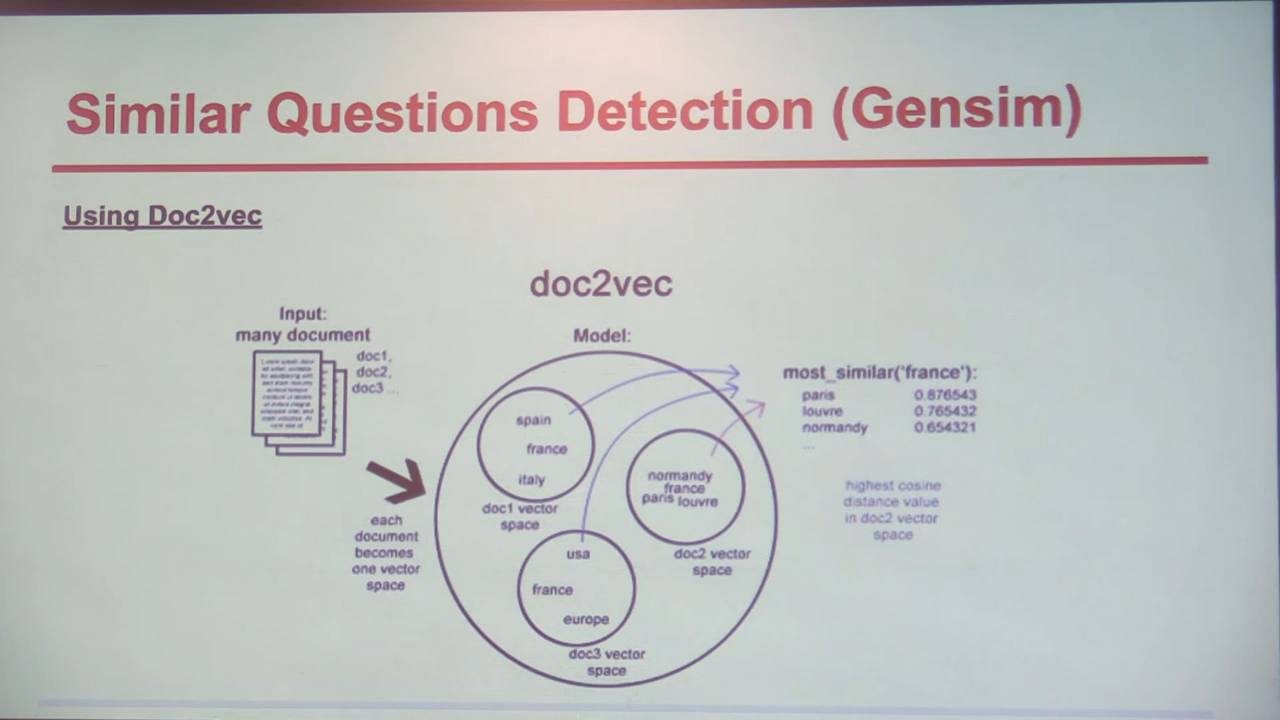 Similar Questions Detection (Gensim)
Using Doc2vec
doc2vec
Input:
many document
doc1,
doc2,
doc3 ...
each
document
becomes
one vector
space
Model:
spain
france
italy
doc1 vector
space
normandy
france
paris louvre
doc2 vector
space
usa
france
europe
doc3 vector
space
most_similar('france'):
paris 0.876543
louvre 0.765432
normandy 0.654321
...
highest cosine
distance value
in doc2 vector
space